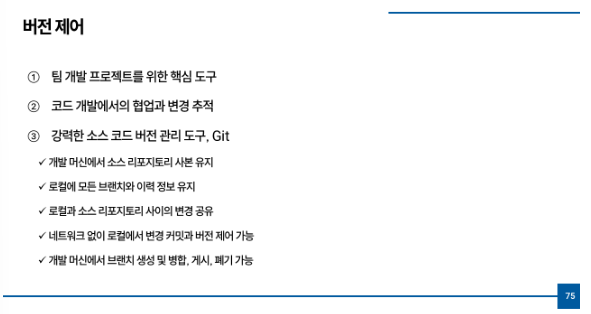 버전 제어
① 팀 개발 프로젝트를 위한 핵심 도구
② 코드 개발에서의 협업과 변경 추적
③ 강력한 소스 코드 버전 관리 도구, Git
✓ 개발 머신에서 소스 리포지토리 사본 유지
✓ 로컬에 모든 브랜치와 이력 정보 유지
✓ 로컬과 소스 리포지토리 사이의 변경 공유
✓ 네트워크 없이 로컬에서 변경 커밋과 버전 제어 가능
✓ 개발 머신에서 브랜치 생성 및 병합, 게시, 폐기 가능
75